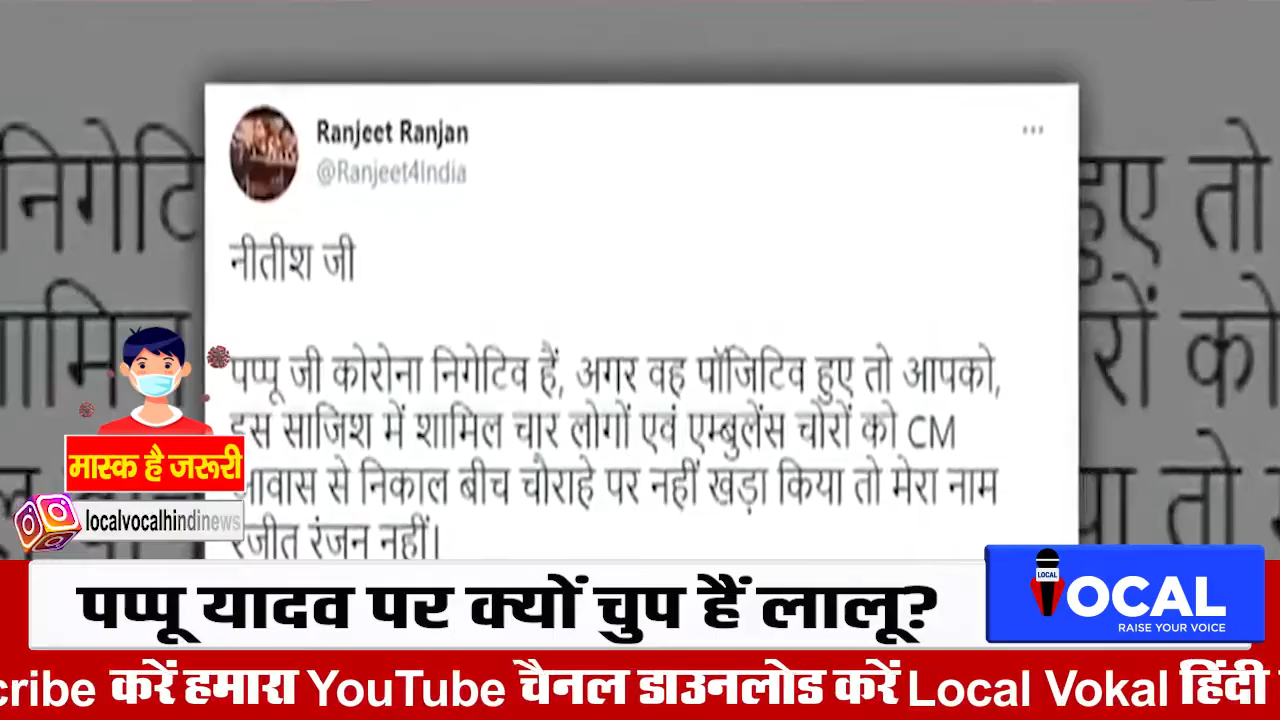 Ranjeet Ranjan
@Ranjeet4India
नीतीश जी
पप्पू जी कोरोना निगेटिव हैं, अगर वह पॉजिटिव हुए तो आपको,
इस साजिश में शामिल चार लोगों एवं एम्बुलेंस चोरों को CM
आवास से निकाल बीच चौराहे पर नहीं खड़ा किया तो मेरा नाम
रंजीत रंजन नहीं।
मास्क है जरूरी
localvocalhindinews
पप्पू यादव पर क्यों चुप हैं लालू?
LOCAL
VOCAL
RAISE YOUR VOICE
cribe करें हमारा YouTube चैनल डाउनलोड करें Local Vokal हिंदी